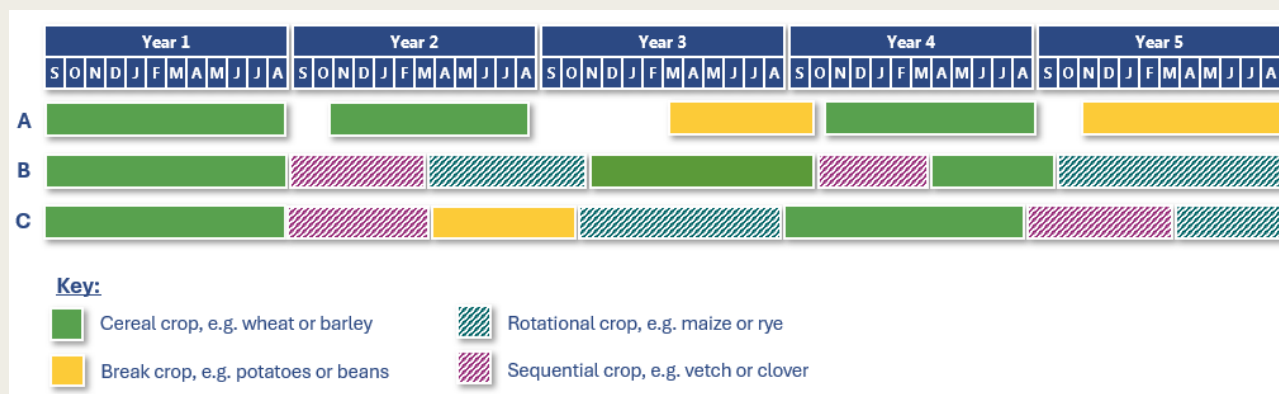 Year 1 Year 2 Year 3 Year 4 Year 5
S O N D J F M A M J J A S O N D J F M A M J J A S O N D J F M A M J J A S O N D J F M A M J J A S O N D J F M A M J J A
A
B
C
Key:
Cereal crop, e.g. wheat or barley Rotational crop, e.g. maize or rye
Break crop, e.g. potatoes or beans Sequential crop, e.g. vetch or clover